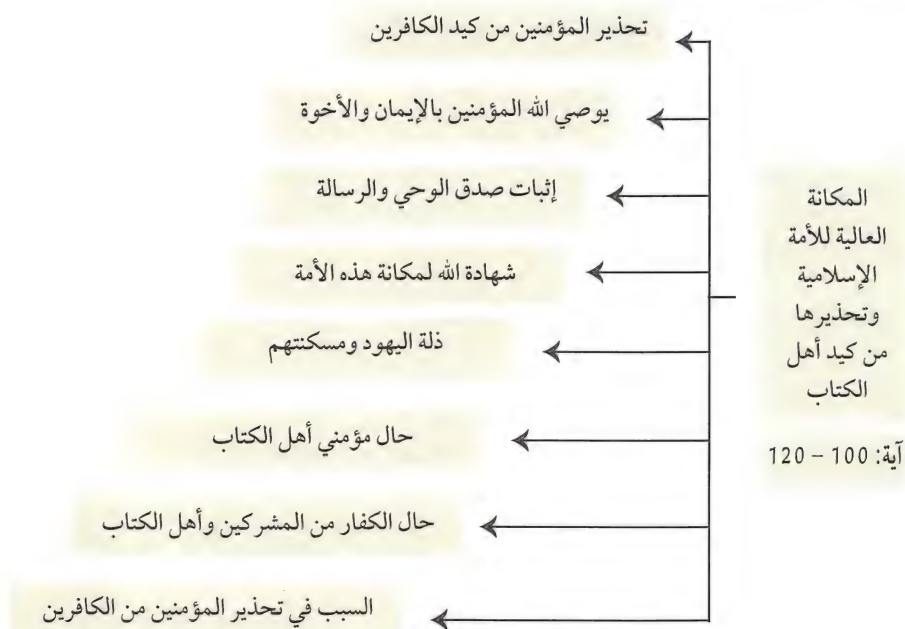 المكانة
العالية للأمة
الإسلامية
وتحذيرها
من كيد أهل
الكتاب
آية: 100 – 120
تحذير المؤمنين من كيد الكافرين
يوصي الله المؤمنين بالإيمان والأخوة
إثبات صدق الوحي والرسالة
شهادة الله لمكانة هذه الأمة
ذلة اليهود ومسكنتهم
حال مؤمني أهل الكتاب
حال الكفار من المشركين وأهل الكتاب
السبب في تحذير المؤمنين من الكافرين